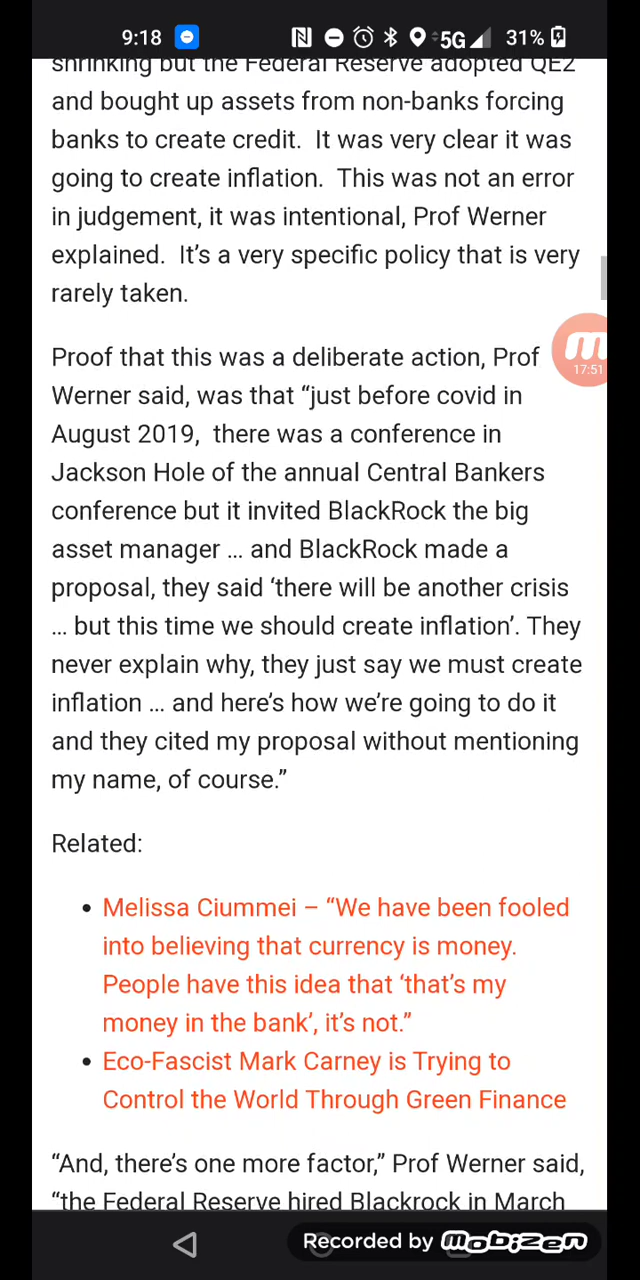 9:18
5G 31%
shrinking but the Federal Reserve adopted QE2
and bought up assets from non-banks forcing
banks to create credit.  It was very clear it was
going to create inflation.  This was not an error
in judgement, it was intentional, Prof Werner
explained.  It’s a very specific policy that is very
rarely taken.
Proof that this was a deliberate action, Prof
Werner said, was that “just before covid in
August 2019,  there was a conference in
Jackson Hole of the annual Central Bankers
conference but it invited BlackRock the big
asset manager … and BlackRock made a
proposal, they said ‘there will be another crisis
… but this time we should create inflation’. They
never explain why, they just say we must create
inflation … and here’s how we’re going to do it
and they cited my proposal without mentioning
my name, of course.”
m
17:51
Related:
• Melissa Ciummei – “We have been fooled
into believing that currency is money.
People have this idea that ‘that’s my
money in the bank’, it’s not.”
• Eco-Fascist Mark Carney is Trying to
Control the World Through Green Finance
“And, there’s one more factor,” Prof Werner said,
“the Federal Reserve hired Blackrock in March
Recorded by Mobizen